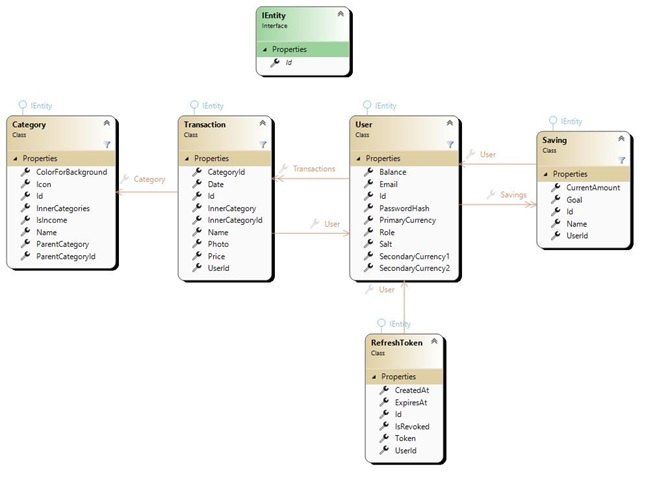 IEntity
Interface
Properties
Id
IEntity
Category
Class
Properties
ColorForBackground
Icon
Id
InnerCategories
IsIncome
Name
ParentCategory
ParentCategoryId
Category
IEntity
Transaction
Class
Properties
CategoryId
Date
Id
InnerCategory
InnerCategoryId
Name
Photo
Price
UserId
Transactions
User
IEntity
User
Class
Properties
Balance
Email
Id
PasswordHash
PrimaryCurrency
Role
Salt
SecondaryCurrency1
SecondaryCurrency2
User
Savings
IEntity
Saving
Class
Properties
CurrentAmount
Goal
Id
Name
UserId
User
IEntity
RefreshToken
Class
Properties
CreatedAt
ExpiresAt
Id
IsRevoked
Token
UserId